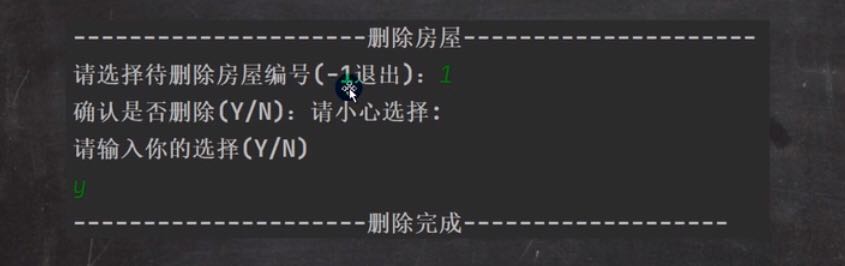 ---------------------删除房屋---------------------
请选择待删除房屋编号(-1退出)：1
确认是否删除(Y/N)：请小心选择：
请输入你的选择(Y/N)
y
---------------------删除完成-------------------